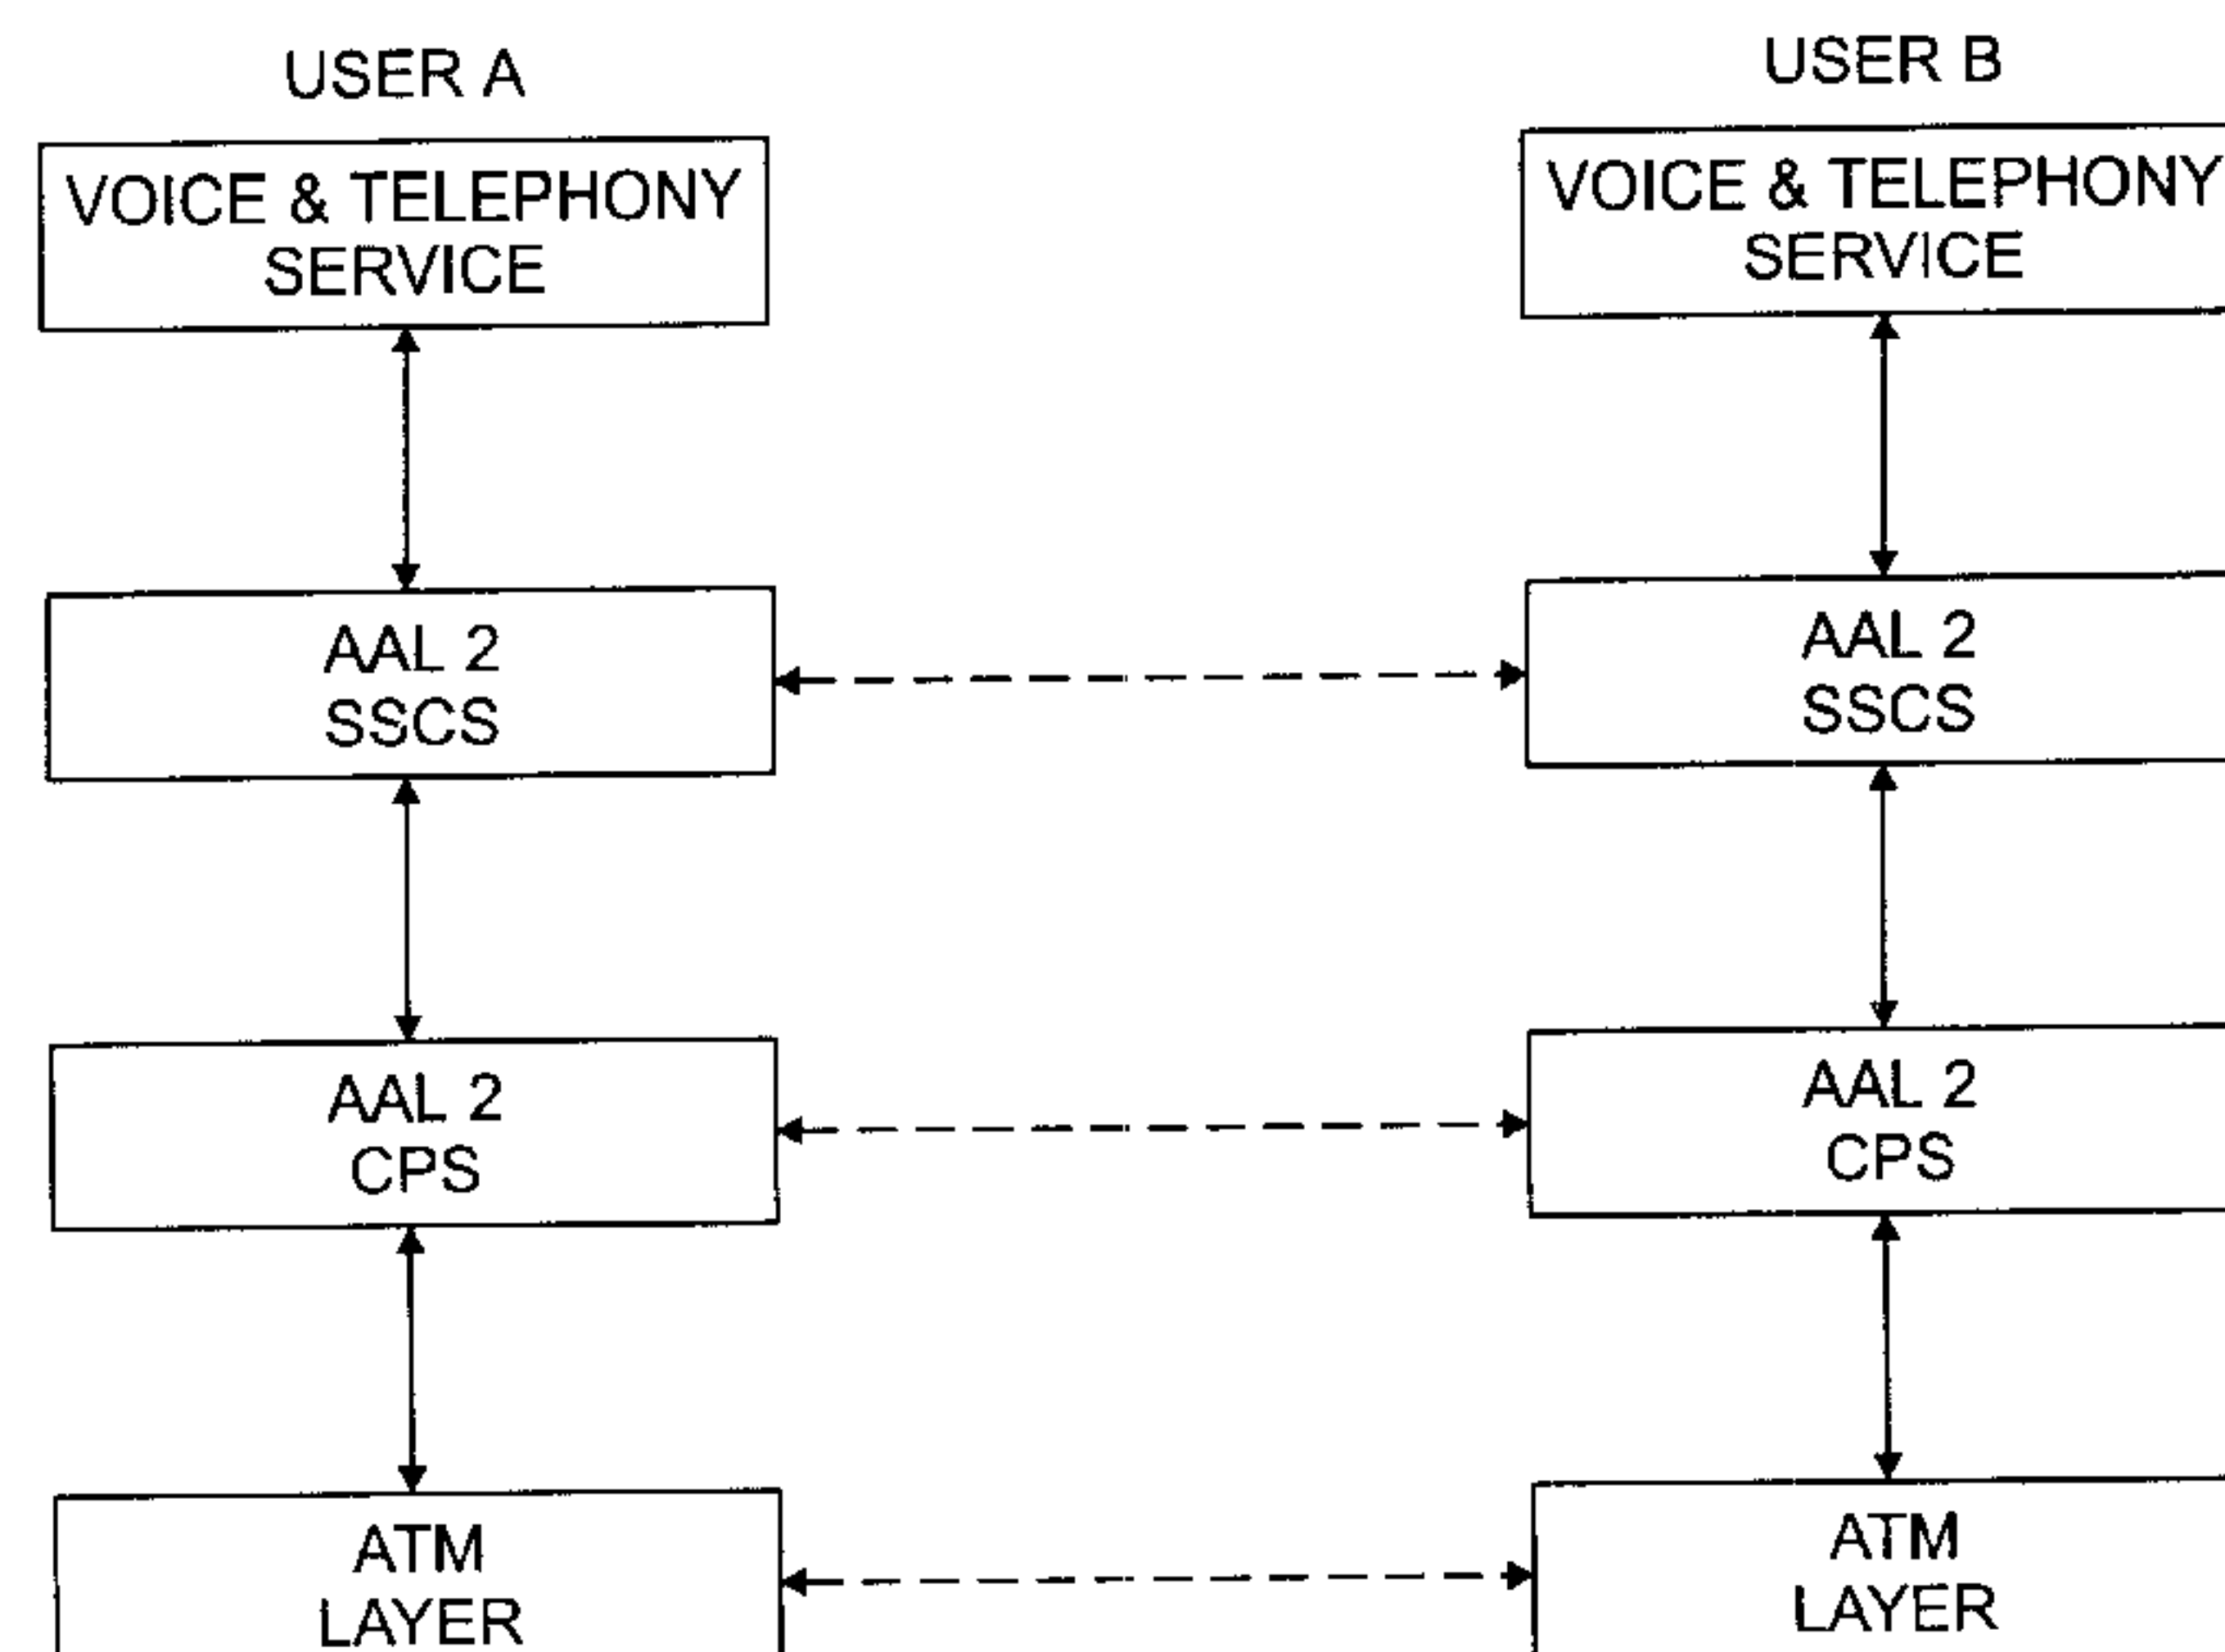 USER A
VOICE & TELEPHONY
SERVICE
AAL 2
SSCS
AAL 2
CPS
ATM
LAYER
USER B
VOICE & TELEPHONY
SERVICE
AAL 2
SSCS
AAL 2
CPS
ATM
LAYER